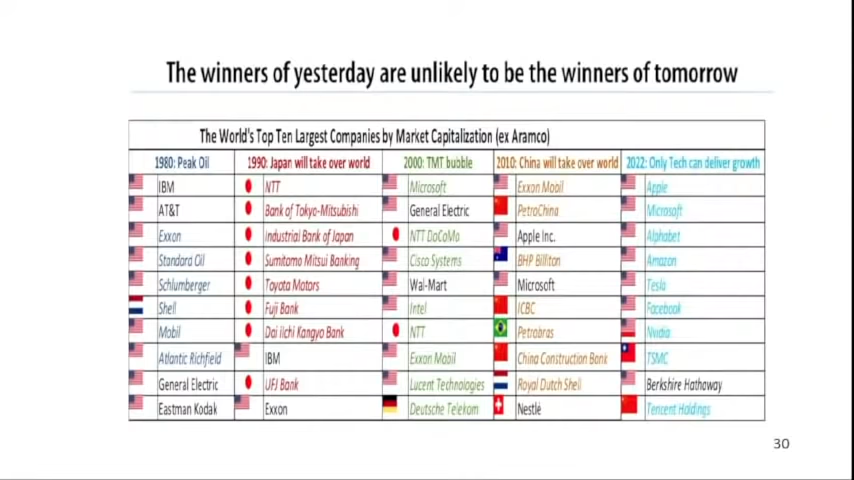 The winners of yesterday are unlikely to be the winners of tomorrow
The World's Top Ten Largest Companies by Market Capitalization (ex Aramco)
1980: Peak Oil 1990: Japan will take over world 2000: TMT bubble 2010: China will take over world 2022: Only Tech can deliver growth
IBM NTT Microsoft Exxon Mobil Apple
AT&T Bank of Tokyo-Mitsubishi General Electric PetroChina Microsoft
Exxon Industrial Bank of Japan NTT DoCoMo Apple Inc. Alphabet
Standard Oil Sumitomo Mitsui Banking Cisco Systems BHP Billiton Amazon
Schlumberger Toyota Motors Wal-Mart Microsoft Tesla
Shell Fuji Bank Intel ICBC Facebook
Mobil Dai Iichi Kangyo Bank NTT Petrobras Nvidia
Atlantic Richfield IBM Exxon Mobil China Construction Bank TSMC
General Electric UFJ Bank Lucent Technologies Royal Dutch Shell Berkshire Hathaway
Eastman Kodak Exxon Deutsche Telekom Nestlé Tencent Holdings
30